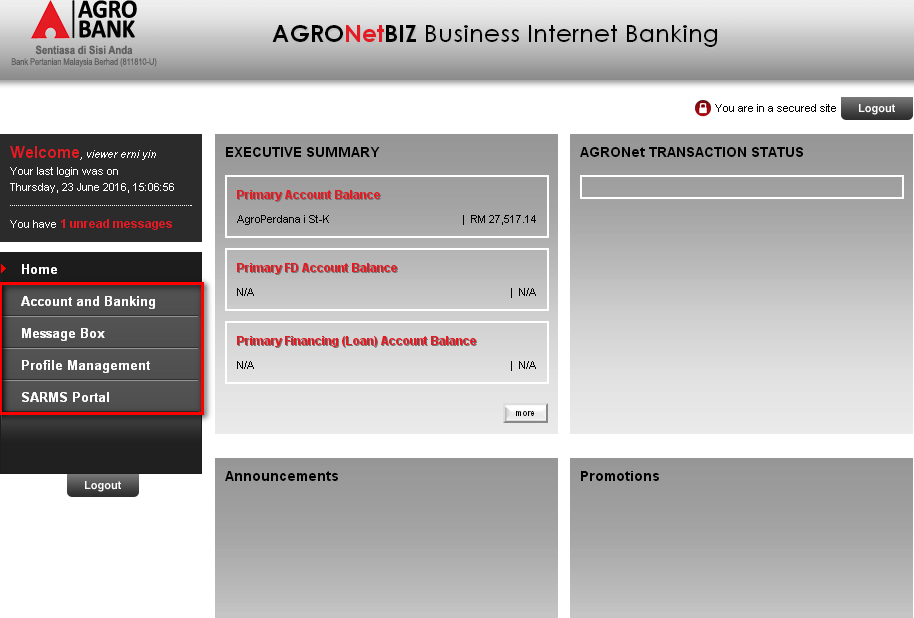 AGRO
BANK
Sentiasa di Sisi Anda
Bank Pertanian Malaysia Berhad (811810-U)
AGRONetBIZ Business Internet Banking
You are in a secured site
Logout
Welcome, viewer erni yin
Your last login was on
Thursday, 23 June 2016, 15:06:56
You have 1 unread messages
Home
Account and Banking
Message Box
Profile Management
SARMS Portal
Logout
EXECUTIVE SUMMARY
Primary Account Balance
AgroPerdana i St-K | RM 27,517.14
Primary FD Account Balance
N/A | N/A
Primary Financing (Loan) Account Balance
N/A | N/A
more
AGRONet TRANSACTION STATUS
Announcements
Promotions